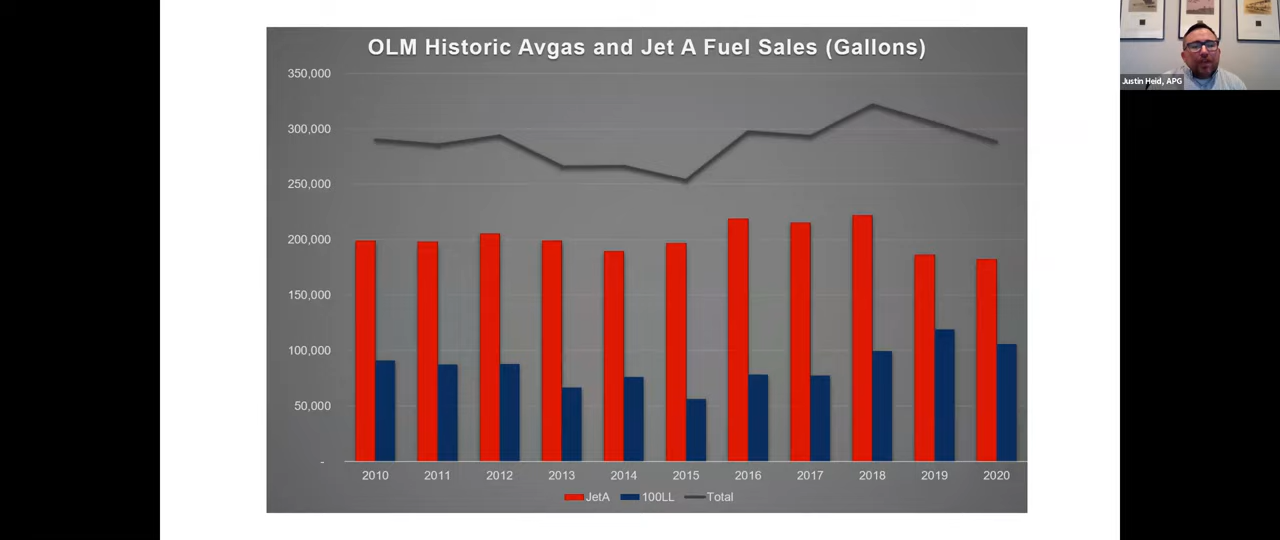 OLM Historic Avgas and Jet A Fuel Sales (Gallons)
350,000
300,000
250,000
200,000
150,000
100,000
50,000
-
2010 2011 2012 2013 2014 2015 2016 2017 2018 2019 2020
JetA 100LL Total
Justin Heid, APG